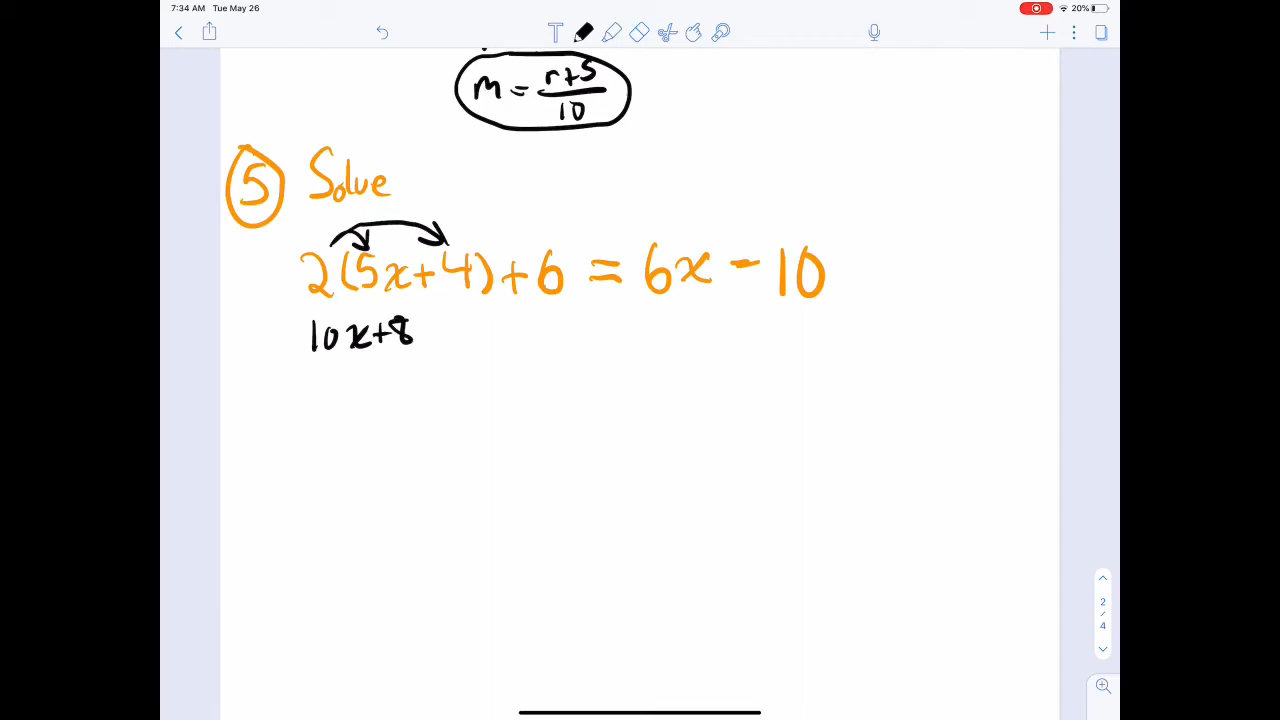 7:34 AM Tue May 26
20%
m = r+5/10
5 Solve
2(5x+4)+6 = 6x - 10
10x+8
2/4